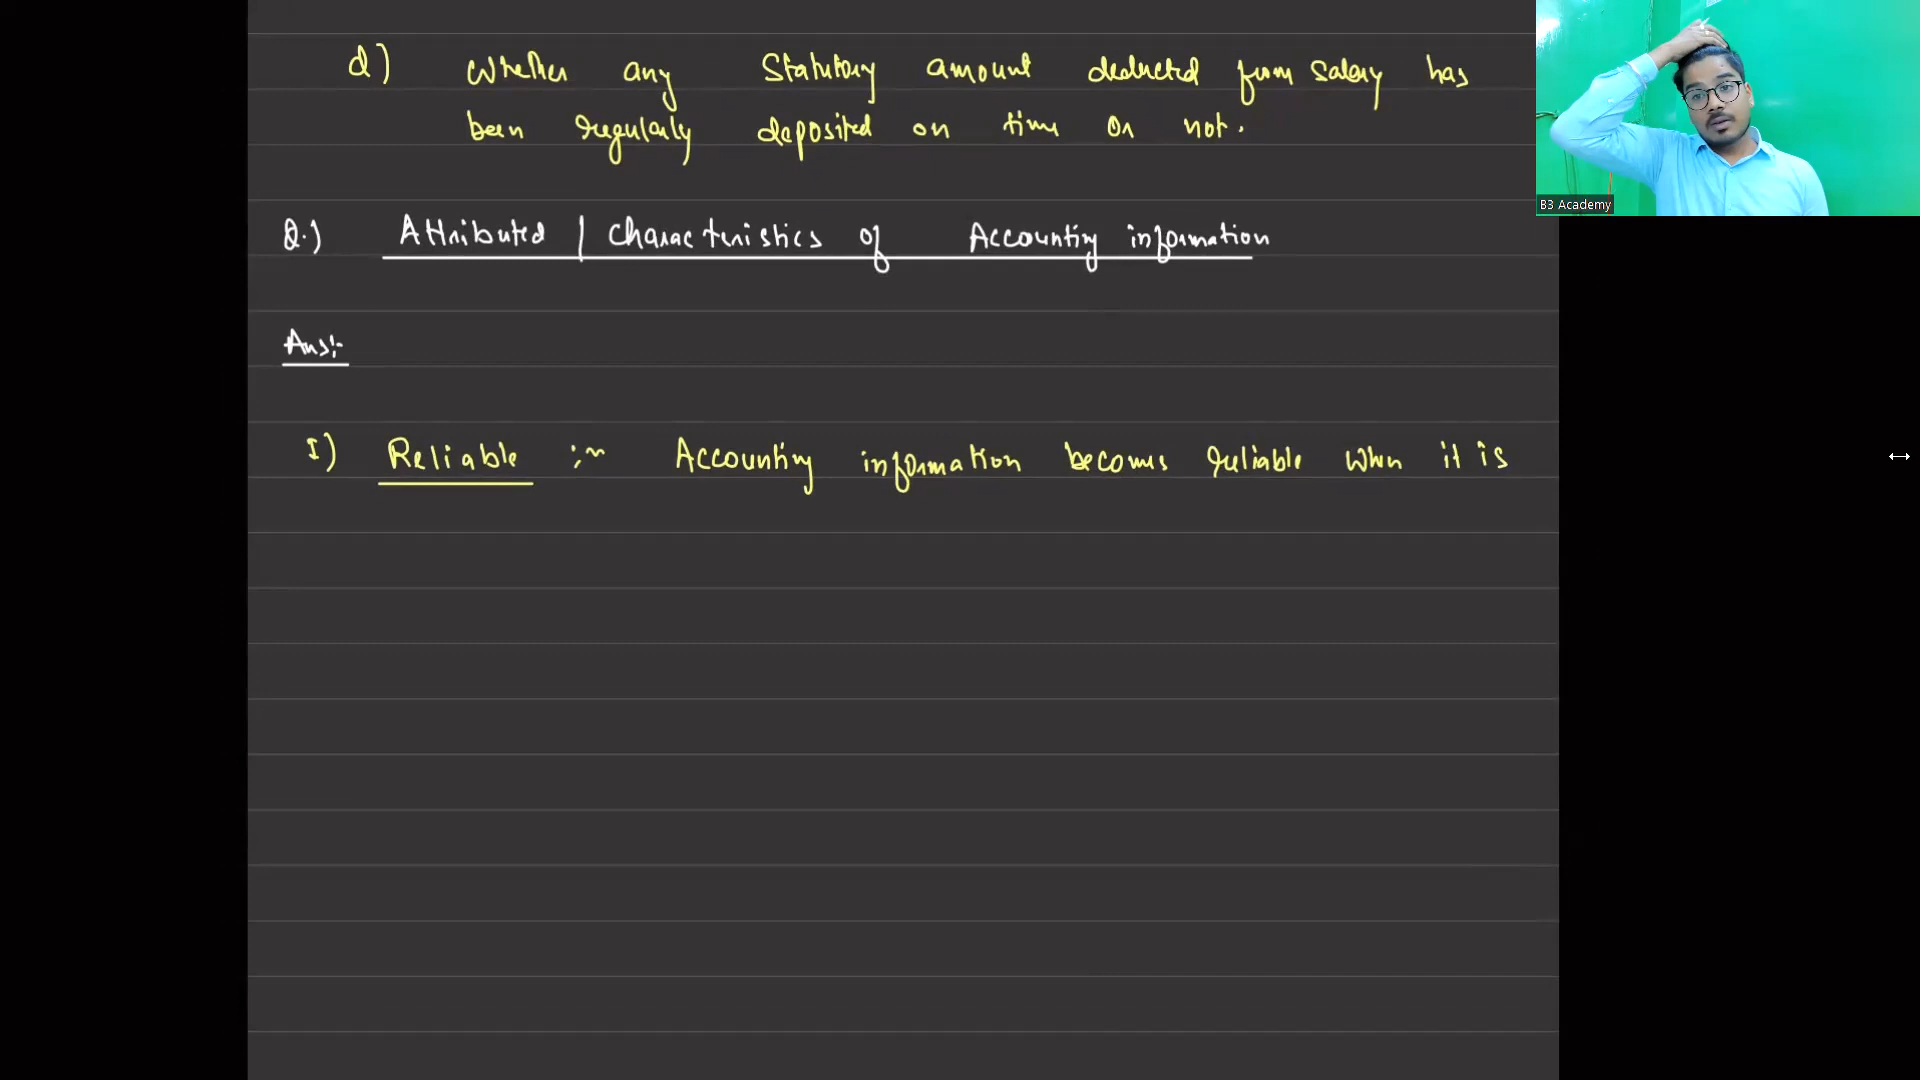 d) Whether any Statutory amount deducted from salary has
been regularly deposited on time or not.
B3 Academy
Q.) Attributed / Characteristics of Accounting information
Ans:-
I) Reliable :~ Accounting information becomes reliable when it is